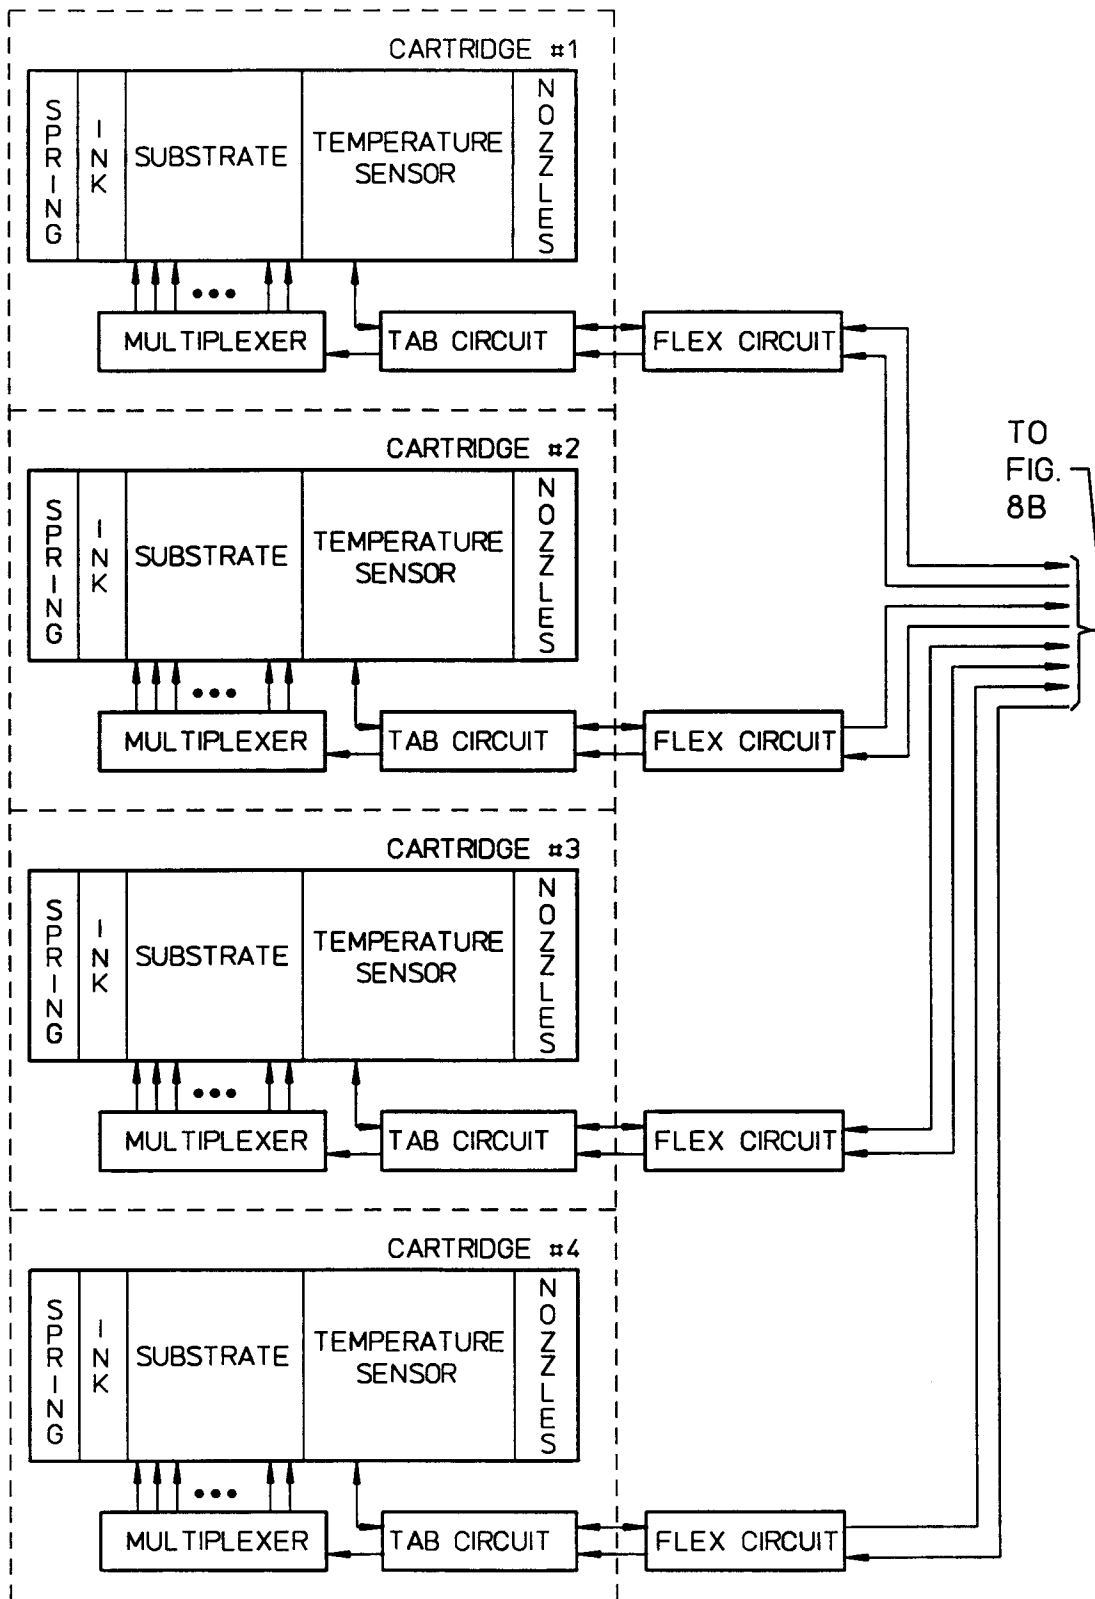 CARTRIDGE #1
SPRING
INK
SUBSTRATE
TEMPERATURE
SENSOR
NOZZLES
MULTIPLEXER
TAB CIRCUIT
FLEX CIRCUIT
TO
FIG.
8B
CARTRIDGE #2
SPRING
INK
SUBSTRATE
TEMPERATURE
SENSOR
NOZZLES
MULTIPLEXER
TAB CIRCUIT
FLEX CIRCUIT
CARTRIDGE #3
SPRING
INK
SUBSTRATE
TEMPERATURE
SENSOR
NOZZLES
MULTIPLEXER
TAB CIRCUIT
FLEX CIRCUIT
CARTRIDGE #4
SPRING
INK
SUBSTRATE
TEMPERATURE
SENSOR
NOZZLES
MULTIPLEXER
TAB CIRCUIT
FLEX CIRCUIT